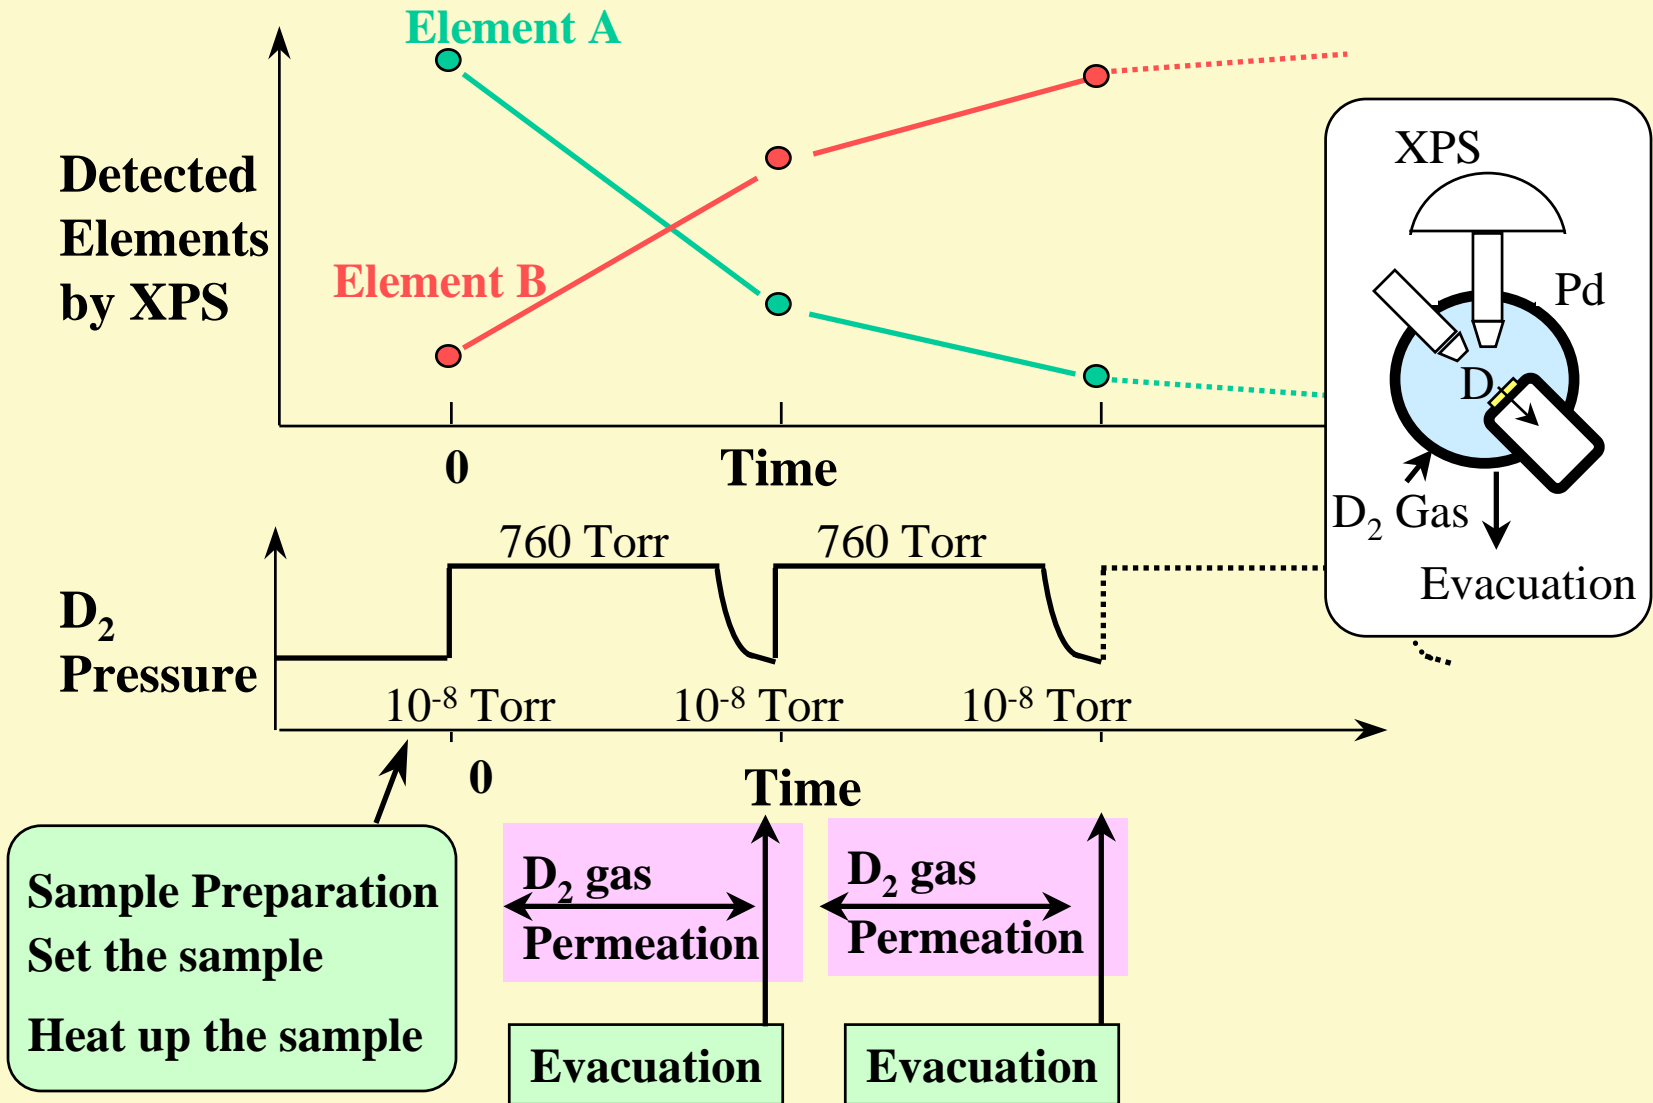 Element A
Detected
Elements
by XPS
Element B
0
Time
XPS
Pd
D
D₂ Gas
Evacuation
760 Torr
760 Torr
D₂
Pressure
10⁻⁸ Torr
10⁻⁸ Torr
10⁻⁸ Torr
0
Time
Sample Preparation
Set the sample
Heat up the sample
D₂ gas
Permeation
D₂ gas
Permeation
Evacuation
Evacuation